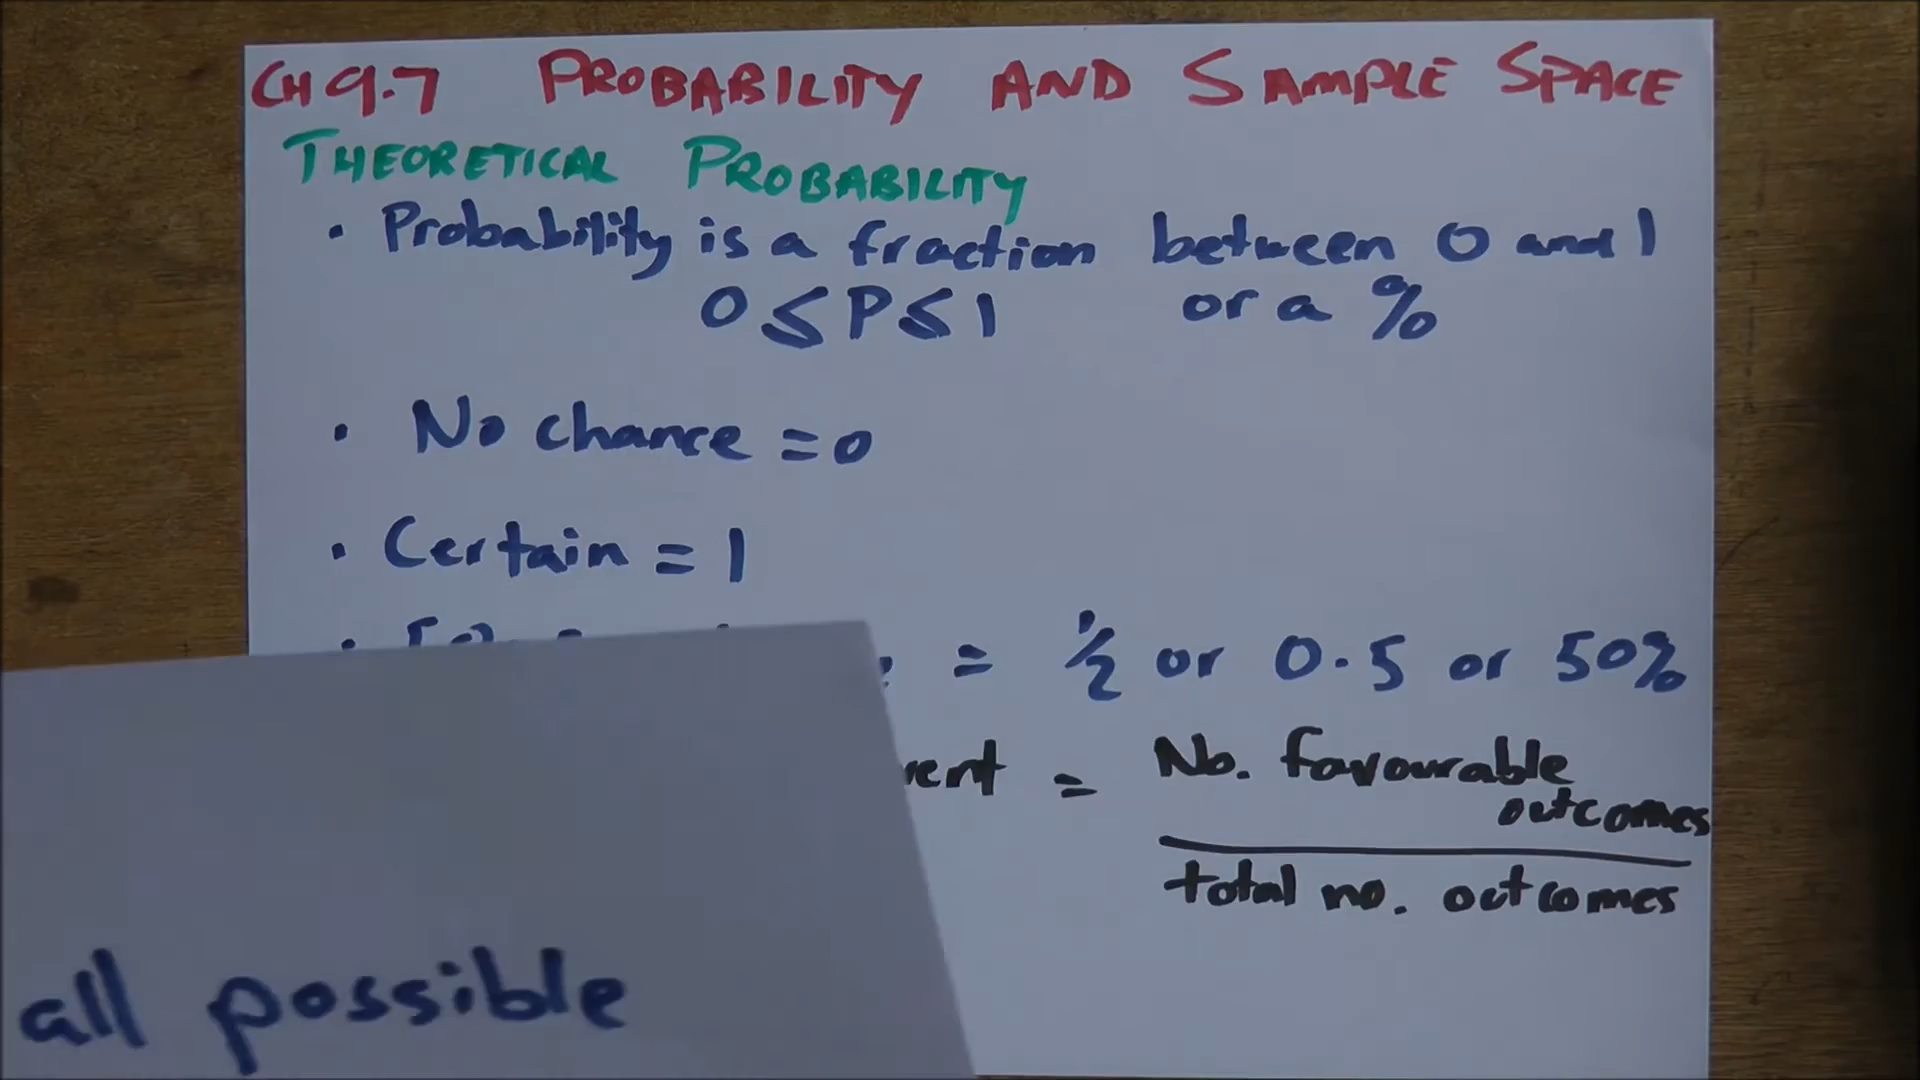 CH 9.7 PROBABILITY AND SAMPLE SPACE
THEORETICAL PROBABILITY
• Probability is a fraction between 0 and 1
0 ≤ P ≤ 1 or a %
• No chance = 0
• Certain = 1
• = ½ or 0.5 or 50%
= No. favourable
outcomes
total no. outcomes
all possible